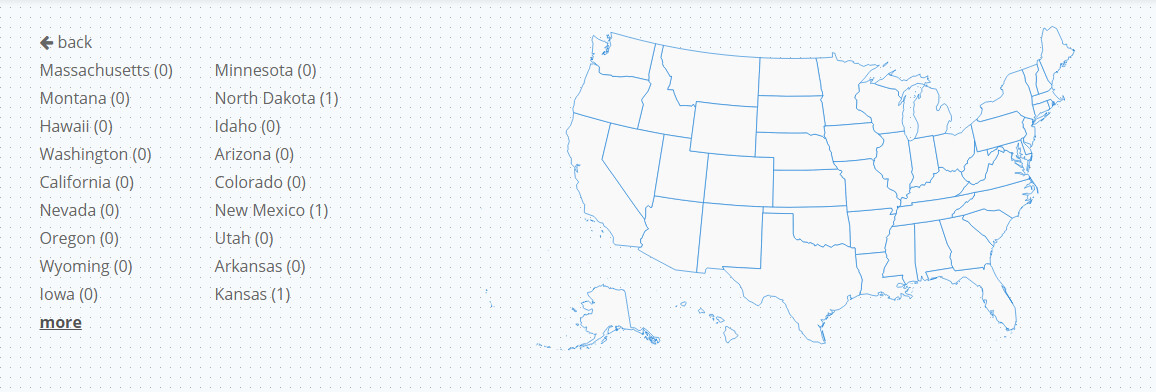 back
Massachusetts (0) Minnesota (0)
Montana (0) North Dakota (1)
Hawaii (0) Idaho (0)
Washington (0) Arizona (0)
California (0) Colorado (0)
Nevada (0) New Mexico (1)
Oregon (0) Utah (0)
Wyoming (0) Arkansas (0)
Iowa (0) Kansas (1)
more